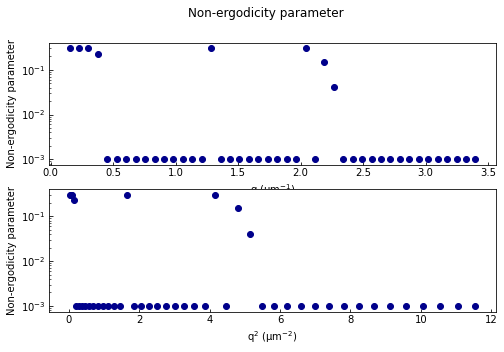 Non-ergodicity parameter
Non-ergodicity parameter
10⁻¹
10⁻²
10⁻³
0.0 0.5 1.0 1.5 2.0 2.5 3.0 3.5
q (μm⁻¹)
Non-ergodicity parameter
10⁻¹
10⁻²
10⁻³
0 2 4 6 8 10 12
q² (μm⁻²)